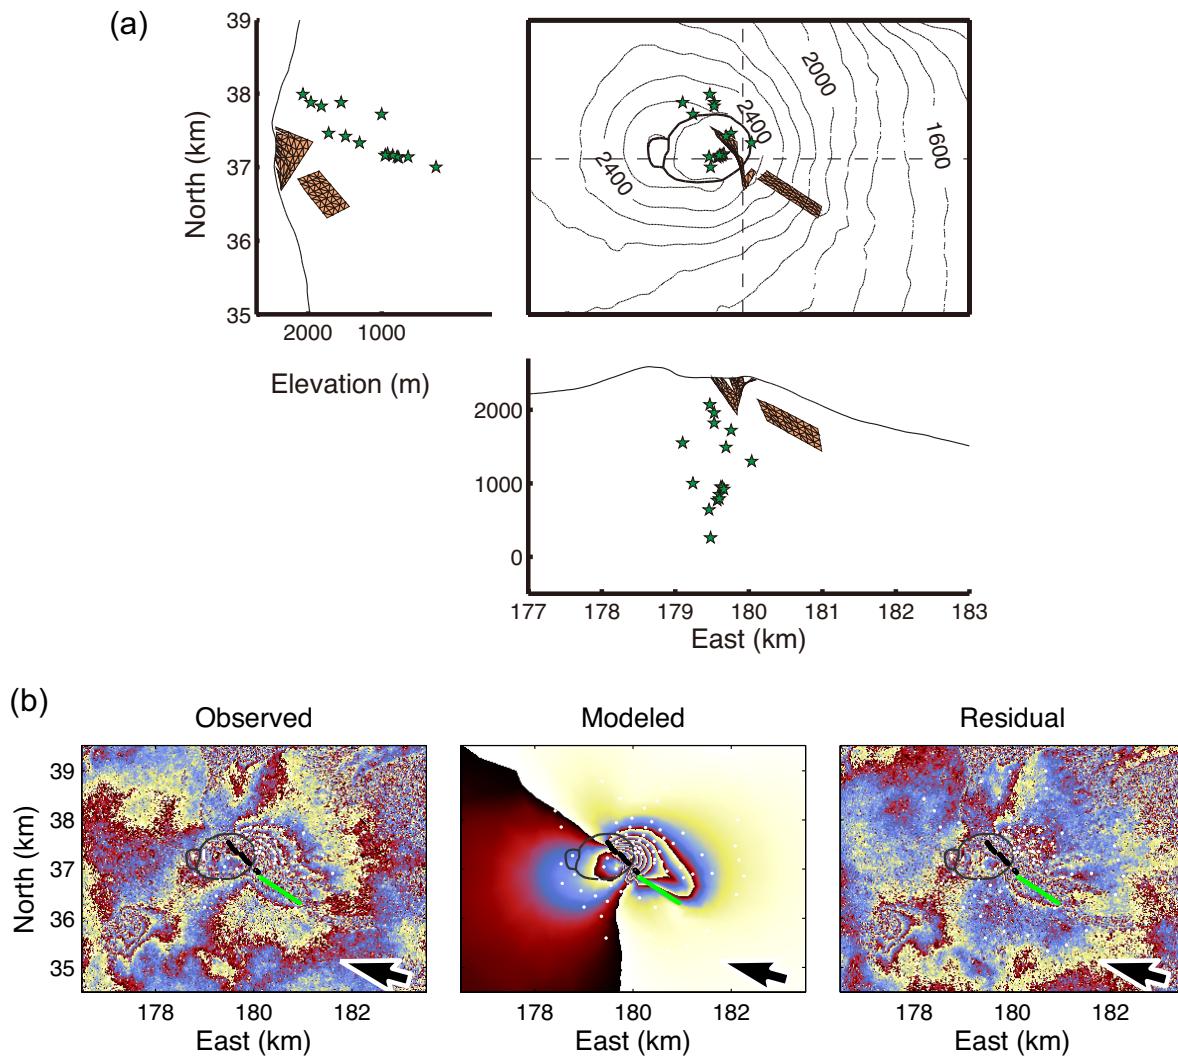 (a)
39
38
37
36
35
North (km)
2000 1000
Elevation (m)
2000
2400
2400
1600
2000
1000
0
177 178 179 180 181 182 183
East (km)
(b)
Observed Modeled Residual
39
38
37
36
35
North (km)
178 180 182 178 180 182 178 180 182
East (km) East (km) East (km)